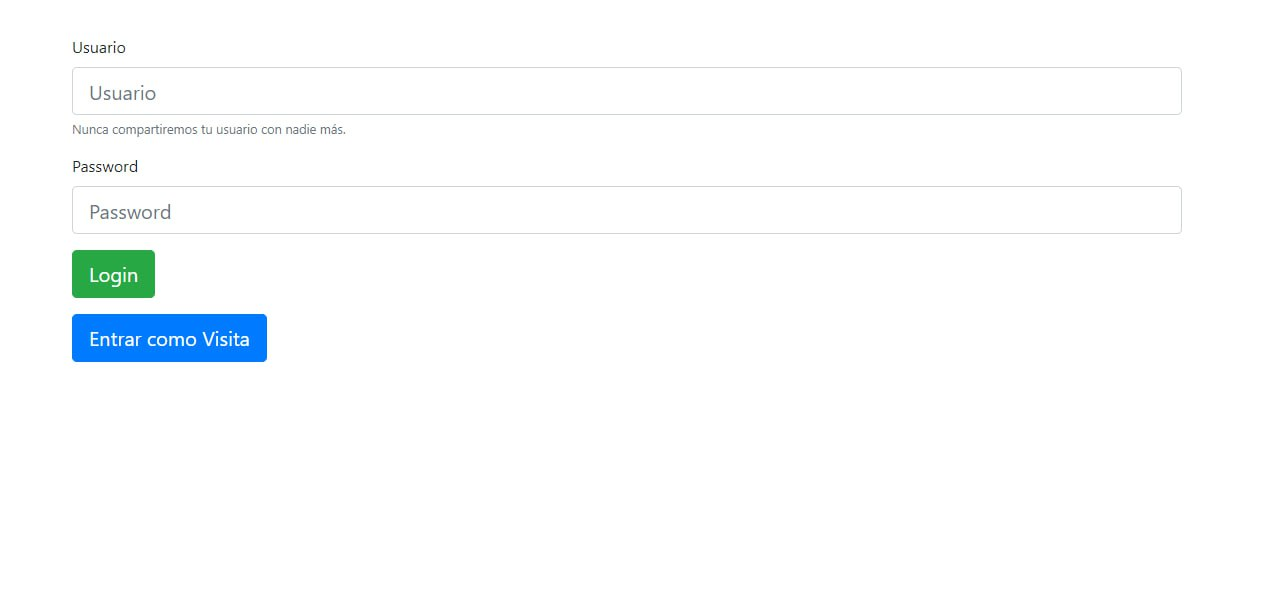 Usuario
Usuario
Nunca compartiremos tu usuario con nadie más.
Password
Password
Login
Entrar como Visita